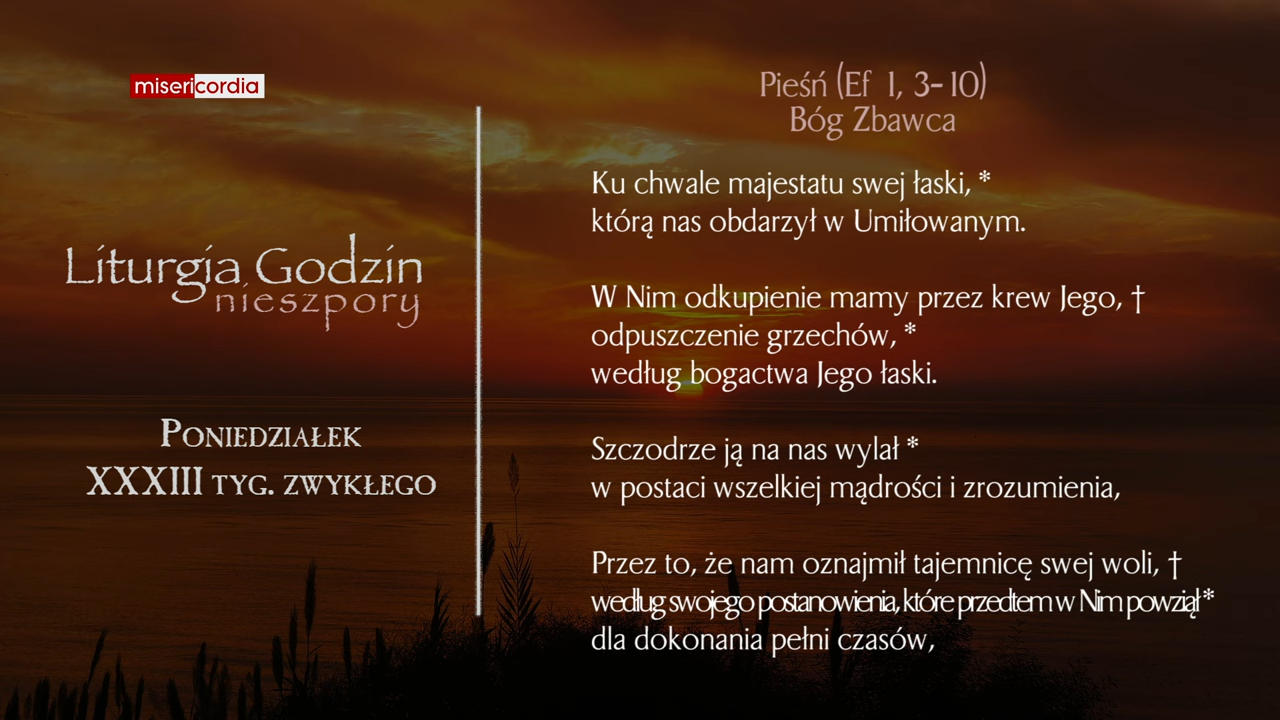 misericordia
Liturgia Godzin
nieszpory
Poniedziałek
XXXIII tyg. zwykłego
Pieśń (Ef 1, 3-10)
Bóg Zbawca
Ku chwale majestatu swej łaski, *
którą nas obdarzył w Umiłowanym.
W Nim odkupienie mamy przez krew Jego, †
odpuszczenie grzechów, *
według bogactwa Jego łaski.
Szczodrze ją na nas wylał *
w postaci wszelkiej mądrości i zrozumienia,
Przez to, że nam oznajmił tajemnicę swej woli, †
według swojego postanowienia, które przedtem w Nim powziął *
dla dokonania pełni czasów,